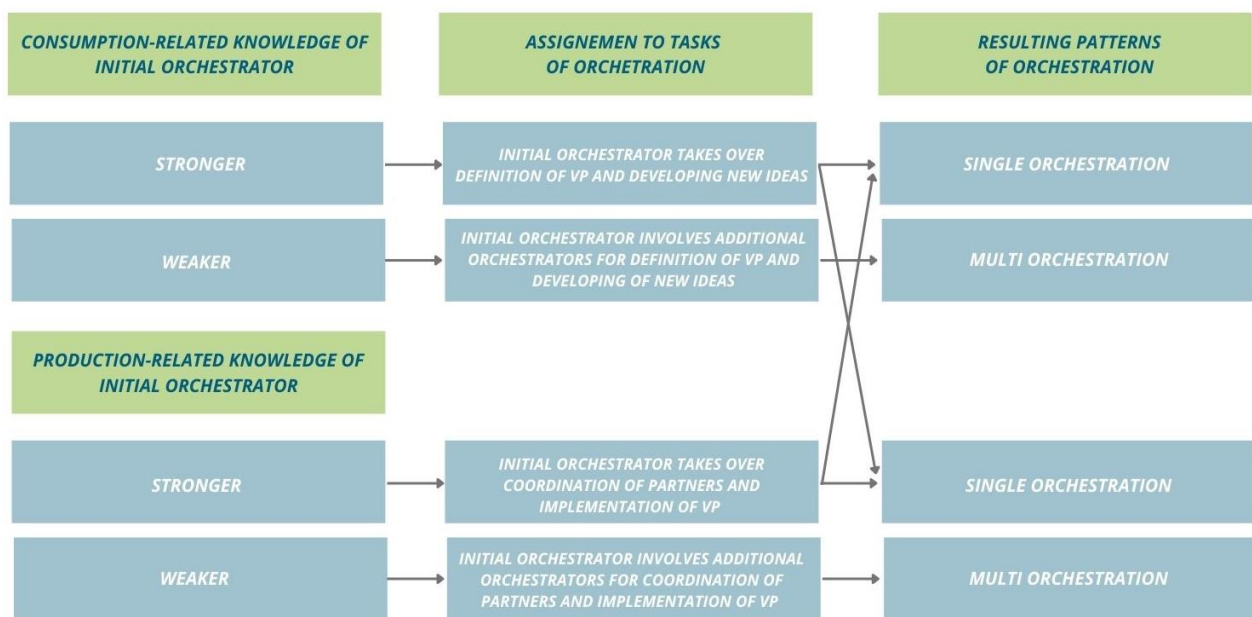 CONSUMPTION-RELATED KNOWLEDGE OF
INITIAL ORCHESTRATOR
ASSIGNEMEN TO TASKS
OF ORCHETRATION
RESULTING PATTERNS
OF ORCHESTRATION
STRONGER
INITIAL ORCHESTRATOR TAKES OVER
DEFINITION OF VP AND DEVELOPING NEW IDEAS
SINGLE ORCHESTRATION
WEAKER
INITIAL ORCHESTRATOR INVOLVES ADDITIONAL
ORCHESTRATORS FOR DEFINITION OF VP AND
DEVELOPING OF NEW IDEAS
MULTI ORCHESTRATION
PRODUCTION-RELATED KNOWLEDGE OF
INITIAL ORCHESTRATOR
STRONGER
INITIAL ORCHESTRATOR TAKES OVER
COORDINATION OF PARTNERS AND
IMPLEMENTATION OF VP
SINGLE ORCHESTRATION
WEAKER
INITIAL ORCHESTRATOR INVOLVES ADDITIONAL
ORCHESTRATORS FOR COORDINATION OF
PARTNERS AND IMPLEMENTATION OF VP
MULTI ORCHESTRATION